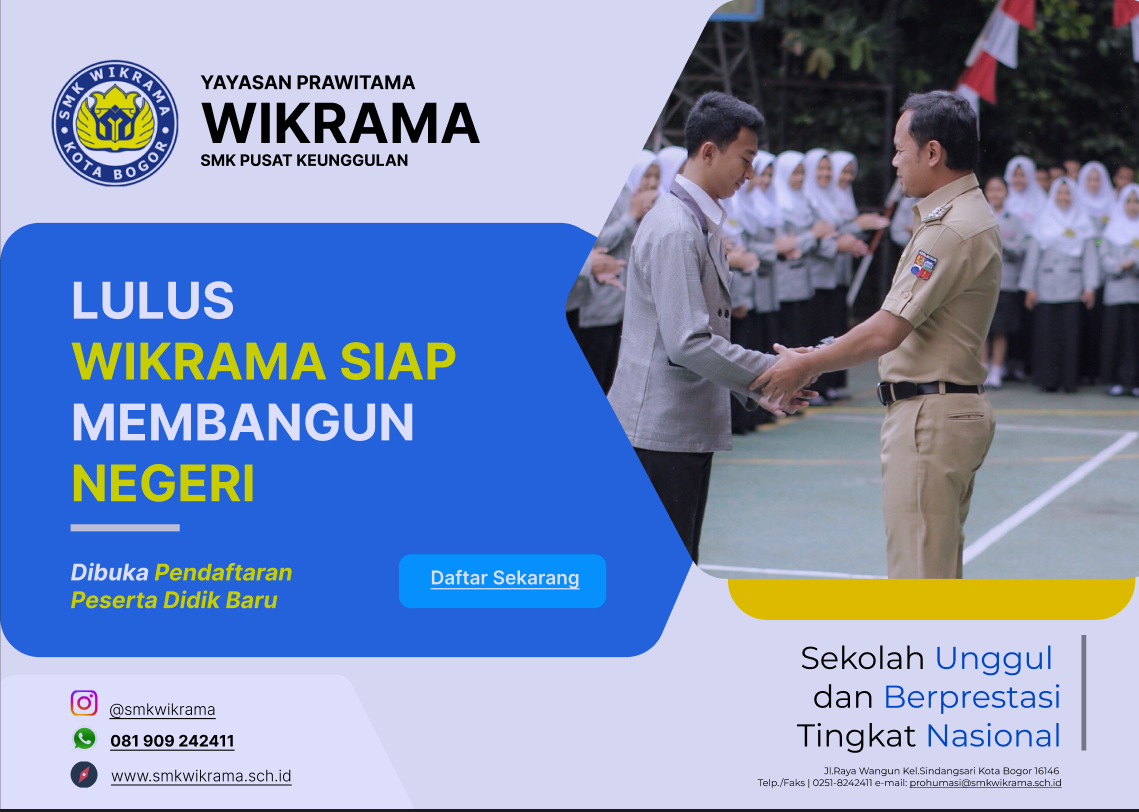 SMK WIKRAMA
KOTA BOGOR
YAYASAN PRAWITAMA
WIKRAMA
SMK PUSAT KEUNGGULAN
LULUS
WIKRAMA SIAP
MEMBANGUN
NEGERI
Dibuka Pendaftaran
Peserta Didik Baru
Daftar Sekarang
@smkwikrama
081 909 242411
www.smkwikrama.sch.id
Sekolah Unggul
dan Berprestasi
Tingkat Nasional
Jl.Raya Wangun Kel.Sindangsari Kota Bogor 16146
Telp./Faks | 0251-8242411 e-mail: prohumasi@smkwikrama.sch.id